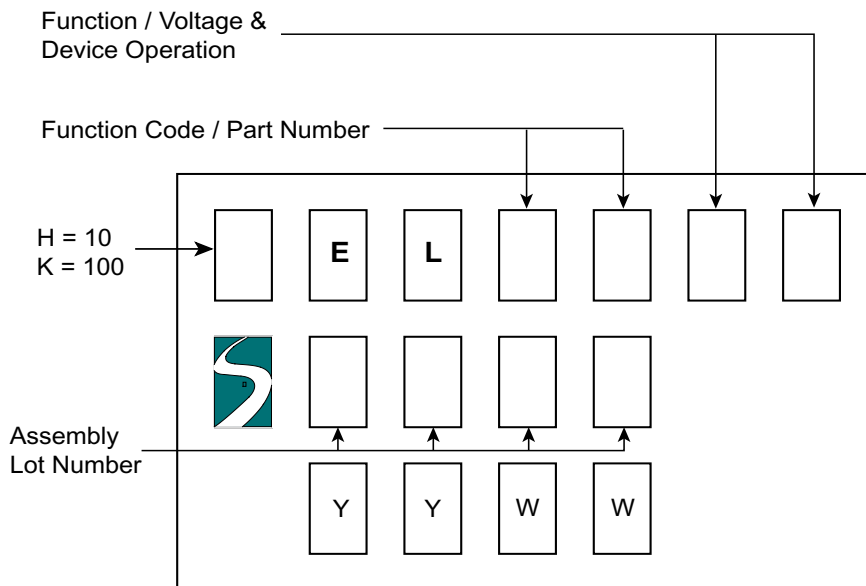 Function / Voltage &
Device Operation
Function Code / Part Number
H = 10
K = 100
E L
Assembly
Lot Number
Y Y W W